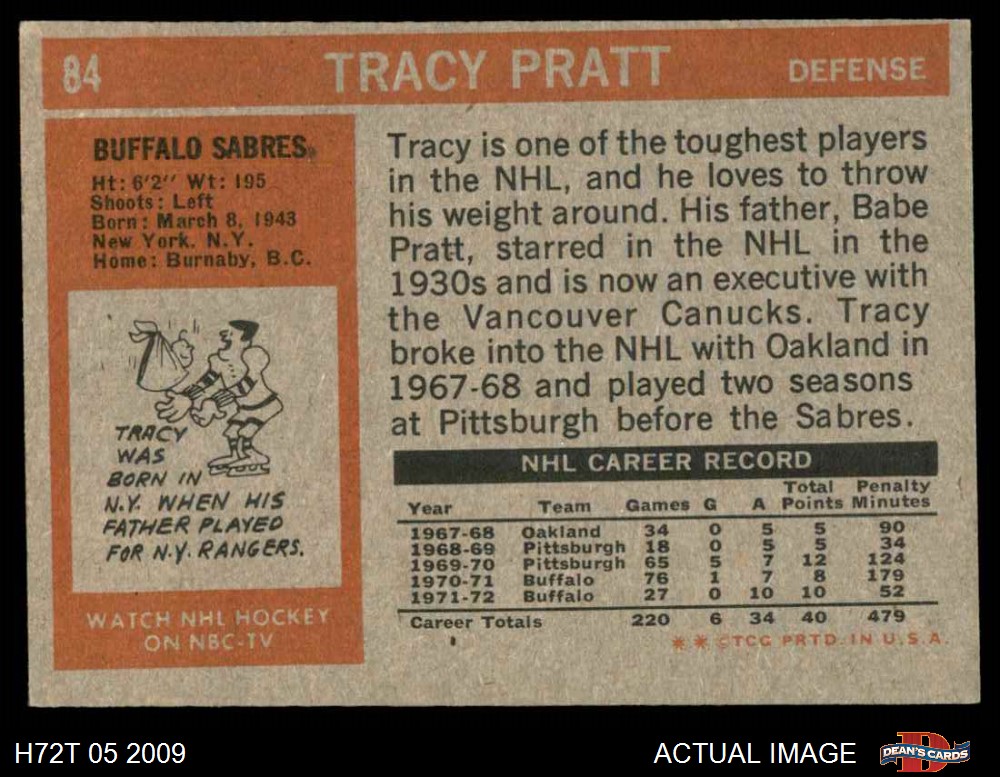 84 TRACY PRATT DEFENSE
BUFFALO SABRES
Ht: 6'2'' Wt: 195
Shoots: Left
Born: March 8, 1943
New York, N.Y.
Home: Burnaby, B.C.
TRACY
WAS
BORN IN
N.Y. WHEN HIS
FATHER PLAYED
FOR N.Y. RANGERS.
WATCH NHL HOCKEY
ON NBC-TV
Tracy is one of the toughest players
in the NHL, and he loves to throw
his weight around. His father, Babe
Pratt, starred in the NHL in the
1930s and is now an executive with
the Vancouver Canucks. Tracy
broke into the NHL with Oakland in
1967-68 and played two seasons
at Pittsburgh before the Sabres.
NHL CAREER RECORD
Year Team Games G A Total Points Penalty Minutes
1967-68 Oakland 34 0 5 5 90
1968-69 Pittsburgh 18 0 5 5 34
1969-70 Pittsburgh 65 5 7 12 124
1970-71 Buffalo 76 1 7 8 179
1971-72 Buffalo 27 0 10 10 52
Career Totals 220 6 34 40 479
** ©TCG PRTD. IN U.S.A.
H72T 05 2009
ACTUAL IMAGE
D
DEAN'S CARDS